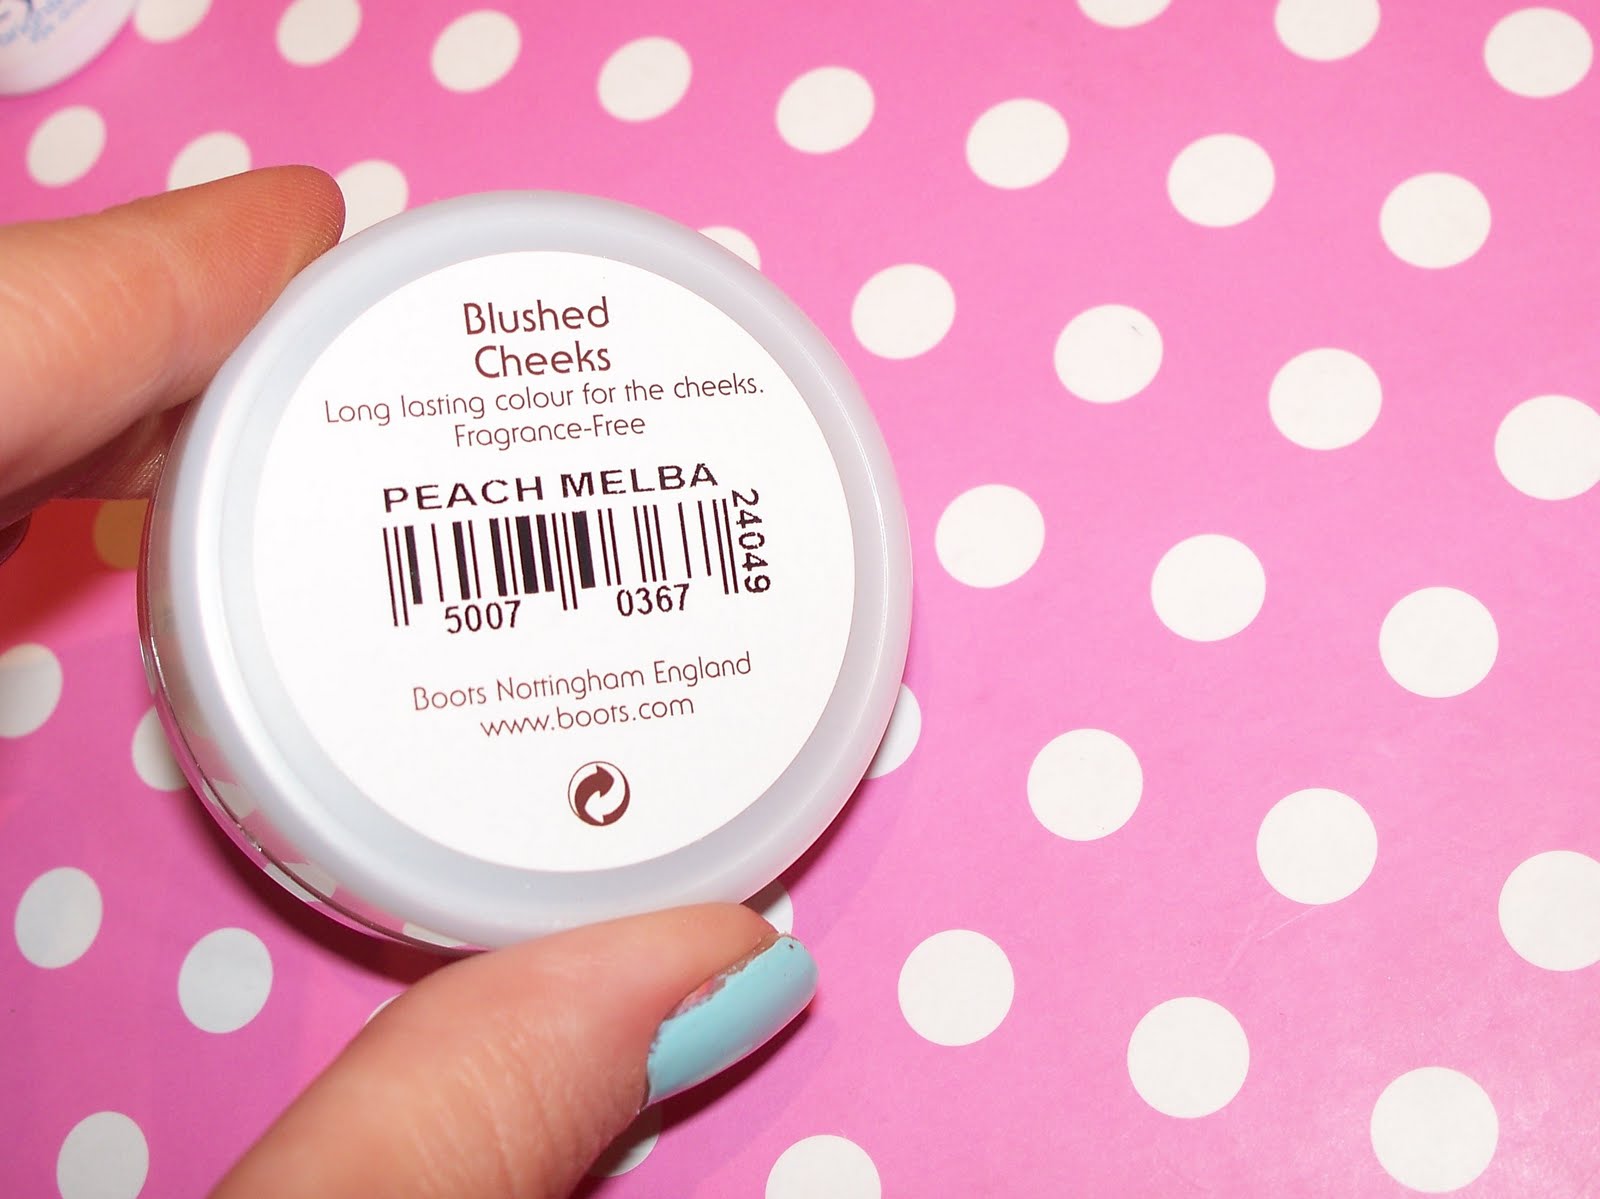 Blushed
Cheeks
Long lasting colour for the cheeks.
Fragrance-Free
PEACH MELBA
24049
5007 0367
Boots Nottingham England
www.boots.com